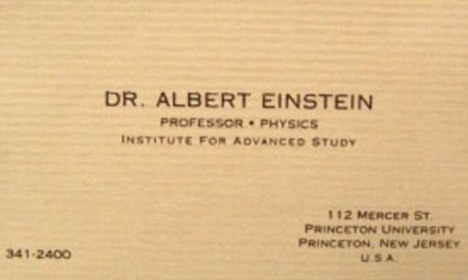 DR. ALBERT EINSTEIN
PROFESSOR • PHYSICS
INSTITUTE FOR ADVANCED STUDY
112 MERCER ST.
PRINCETON UNIVERSITY
PRINCETON, NEW JERSEY
U.S.A.
341-2400